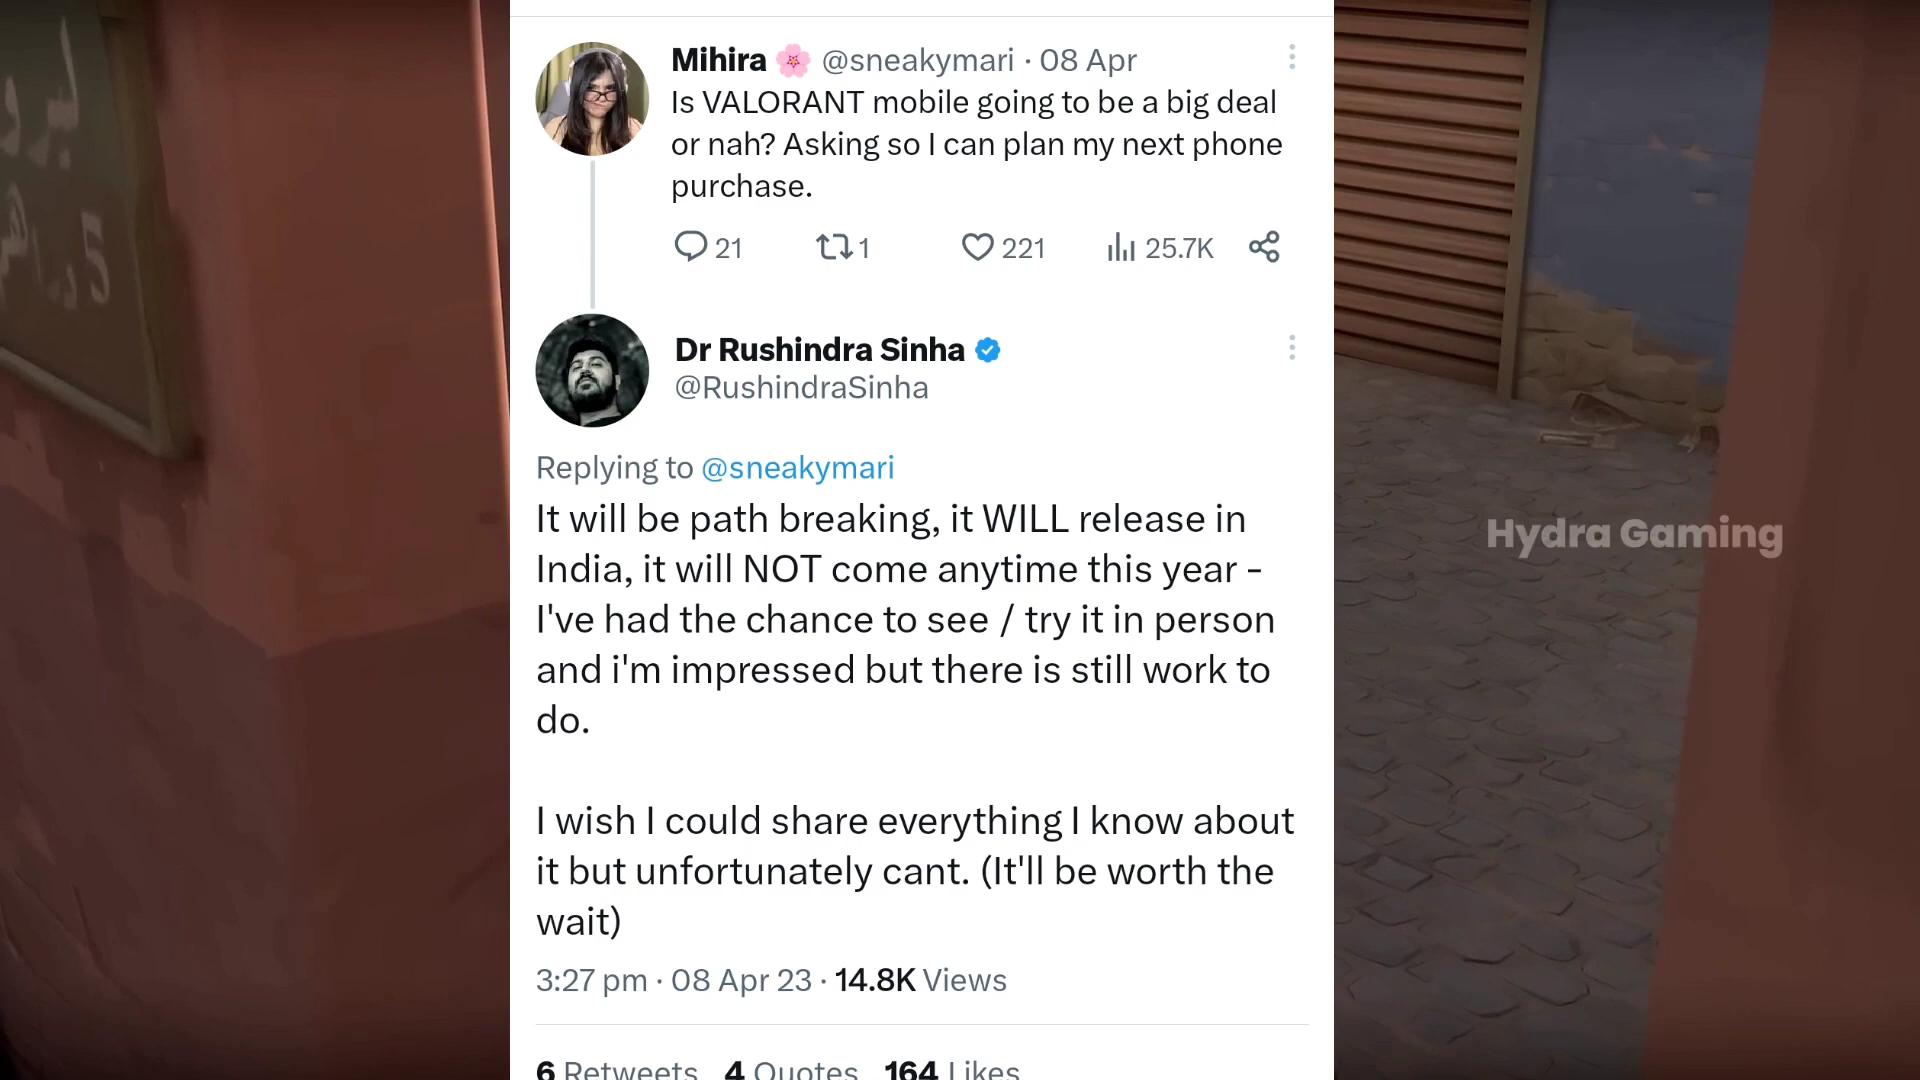 Mihira 🌸 @sneakymari · 08 Apr
Is VALORANT mobile going to be a big deal
or nah? Asking so I can plan my next phone
purchase.
21 1 221 25.7K
Dr Rushindra Sinha
@RushindraSinha
Replying to @sneakymari
It will be path breaking, it WILL release in
India, it will NOT come anytime this year -
I've had the chance to see / try it in person
and i'm impressed but there is still work to
do.
I wish I could share everything I know about
it but unfortunately cant. (It'll be worth the
wait)
3:27 pm · 08 Apr 23 · 14.8K Views
6 Retweets 4 Quotes 164 Likes
Hydra Gaming